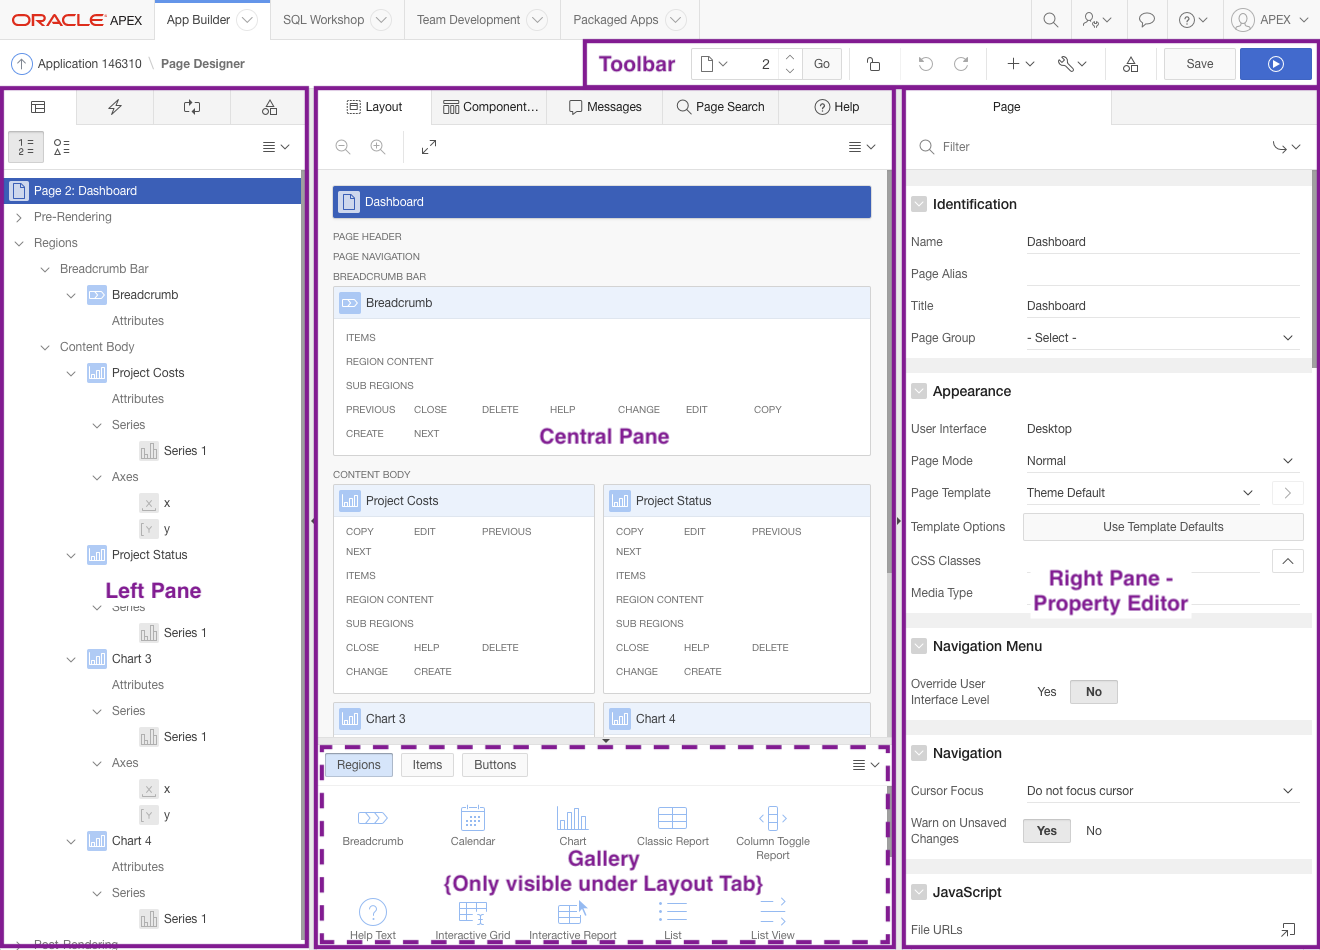 ORACLE APEX
App Builder
SQL Workshop
Team Development
Packaged Apps
APEX
Application 146310 \ Page Designer
Toolbar
2
Go
Save
Page 2: Dashboard
Pre-Rendering
Regions
Breadcrumb Bar
Breadcrumb
Attributes
Content Body
Project Costs
Attributes
Series
Series 1
Axes
x
y
Project Status
Left Pane
Series
Series 1
Chart 3
Attributes
Series
Series 1
Axes
x
y
Chart 4
Attributes
Series
Series 1
Post-Rendering
Layout
Component...
Messages
Page Search
Help
Dashboard
PAGE HEADER
PAGE NAVIGATION
BREADCRUMB BAR
Breadcrumb
ITEMS
REGION CONTENT
SUB REGIONS
PREVIOUS CLOSE DELETE HELP CHANGE EDIT COPY
CREATE NEXT
Central Pane
CONTENT BODY
Project Costs
COPY EDIT PREVIOUS
NEXT
ITEMS
REGION CONTENT
SUB REGIONS
CLOSE HELP DELETE
CHANGE CREATE
Project Status
COPY EDIT PREVIOUS
NEXT
ITEMS
REGION CONTENT
SUB REGIONS
CLOSE HELP DELETE
CHANGE CREATE
Chart 3
Chart 4
Regions
Items
Buttons
Breadcrumb
Calendar
Chart
Classic Report
Column Toggle
Report
Gallery
{Only visible under Layout Tab}
Help Text
Interactive Grid
Interactive Report
List
List View
Page
Filter
Identification
Name Dashboard
Page Alias
Title Dashboard
Page Group - Select -
Appearance
User Interface Desktop
Page Mode Normal
Page Template Theme Default
Template Options Use Template Defaults
CSS Classes
Media Type
Right Pane -
Property Editor
Navigation Menu
Override User
Interface Level
Yes No
Navigation
Cursor Focus Do not focus cursor
Warn on Unsaved
Changes
Yes No
JavaScript
File URLs